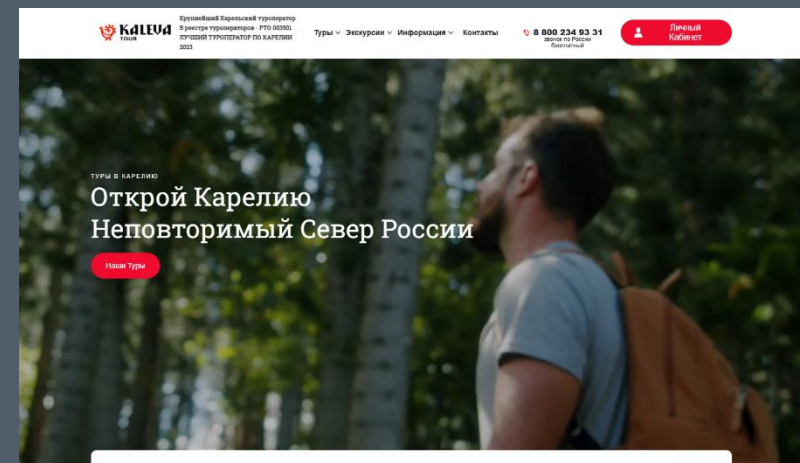 KALEVA
TOUR
Крупнейший Карельский туроператор
В реестре туроператоров - РТО 003501
ЛУЧШИЙ ТУРОПЕРАТОР ПО КАРЕЛИИ
2023
Туры
Экскурсии
Информация
Контакты
8 800 234 93 31
звонок по России
бесплатный
Личный
Кабинет
ТУРЫ В КАРЕЛИЮ
Открой Карелию
Неповторимый Север России
Наши Туры